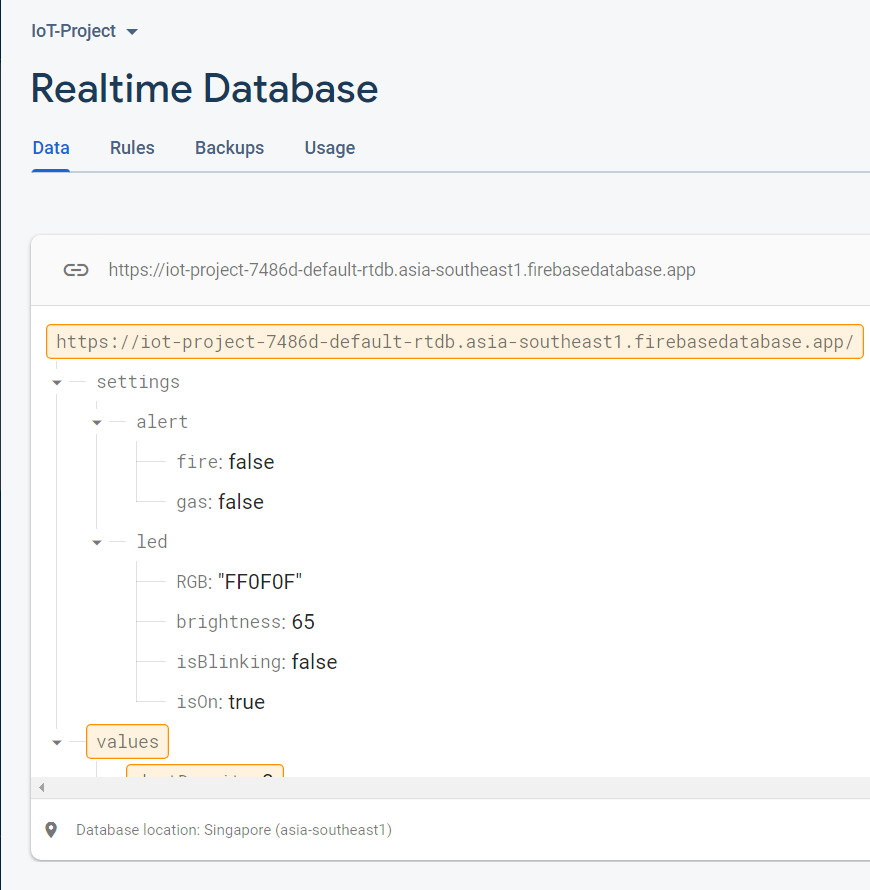 IoT-Project
Realtime Database
Data Rules Backups Usage
https://iot-project-7486d-default-rtdb.asia-southeast1.firebasedatabase.app
https://iot-project-7486d-default-rtdb.asia-southeast1.firebasedatabase.app/
settings
alert
fire: false
gas: false
led
RGB: "FF0F0F"
brightness: 65
isBlinking: false
isOn: true
values
Database location: Singapore (asia-southeast1)